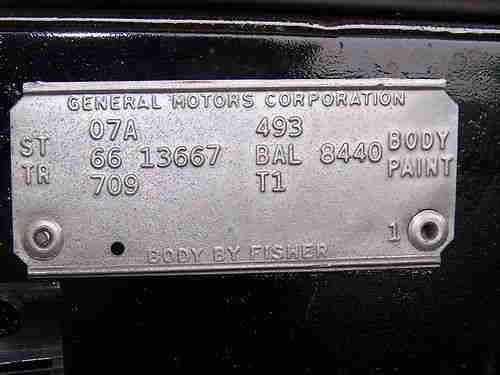 GENERAL MOTORS CORPORATION
07A 493
ST 66 13667 BAL 8440 BODY
TR 709 T1 PAINT
1
BODY BY FISHER